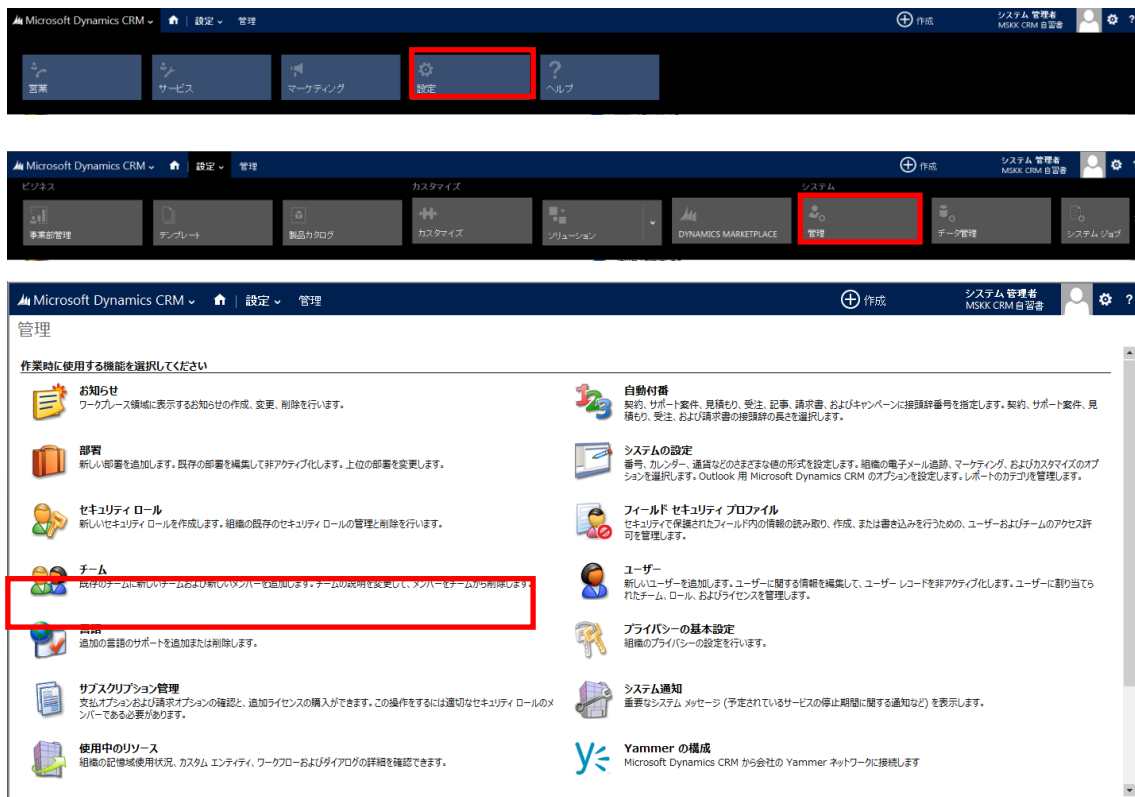 Microsoft Dynamics CRM 設定 管理 作成 システム 管理者
MSKK CRM 自習書 ?
営業 サービス マーケティング 設定 ヘルプ
Microsoft Dynamics CRM 設定 管理 作成 システム 管理者
MSKK CRM 自習書
ビジネス カスタマイズ システム
事業部管理 テンプレート 製品カタログ カスタマイズ ソリューション DYNAMICS MARKETPLACE 管理 データ管理 システム ジョブ
Microsoft Dynamics CRM 設定 管理 作成 システム 管理者
MSKK CRM 自習書 ?
管理
作業時に使用する機能を選択してください
お知らせ
ワークプレース領域に表示するお知らせの作成、変更、削除を行います。
自動付番
契約、サポート案件、見積もり、受注、記事、請求書、およびキャンペーンに接頭辞番号を指定します。契約、サポート案件、見
積もり、受注、および請求書の接頭辞の長さを選択します。
部署
新しい部署を追加します。既存の部署を編集して非アクティブ化します。上位の部署を変更します。
システムの設定
番号、カレンダー、通貨などのさまざまな値の形式を設定します。組織の電子メール追跡、マーケティング、およびカスタマイズのオプ
ションを選択します。Outlook 用 Microsoft Dynamics CRM のオプションを設定します。レポートのカテゴリを管理します。
セキュリティ ロール
新しいセキュリティ ロールを作成します。組織の既存のセキュリティ ロールの管理と削除を行います。
フィールド セキュリティ プロファイル
セキュリティで保護されたフィールド内の情報の読み取り、作成、または書き込みを行うための、ユーザーおよびチームのアクセス許
可を管理します。
チーム
既存のチームに新しいチームおよび新しいメンバーを追加します。チームの説明を変更して、メンバーをチームから削除します。
ユーザー
新しいユーザーを追加します。ユーザーに関する情報を編集して、ユーザー レコードを非アクティブ化します。ユーザーに割り当てら
れたチーム、ロール、およびライセンスを管理します。
言語
追加の言語のサポートを追加または削除します。
プライバシーの基本設定
組織のプライバシーの設定を行います。
サブスクリプション管理
支払オプションおよび請求オプションの確認と、追加ライセンスの購入ができます。この操作をするには適切なセキュリティ ロールのメ
ンバーである必要があります。
システム通知
重要なシステム メッセージ (予定されているサービスの停止期間に関する通知など) を表示します。
使用中のリソース
組織の記憶域使用状況、カスタム エンティティ、ワークフローおよびダイアログの詳細を確認できます。
Yammer の構成
Microsoft Dynamics CRM から会社の Yammer ネットワークに接続します